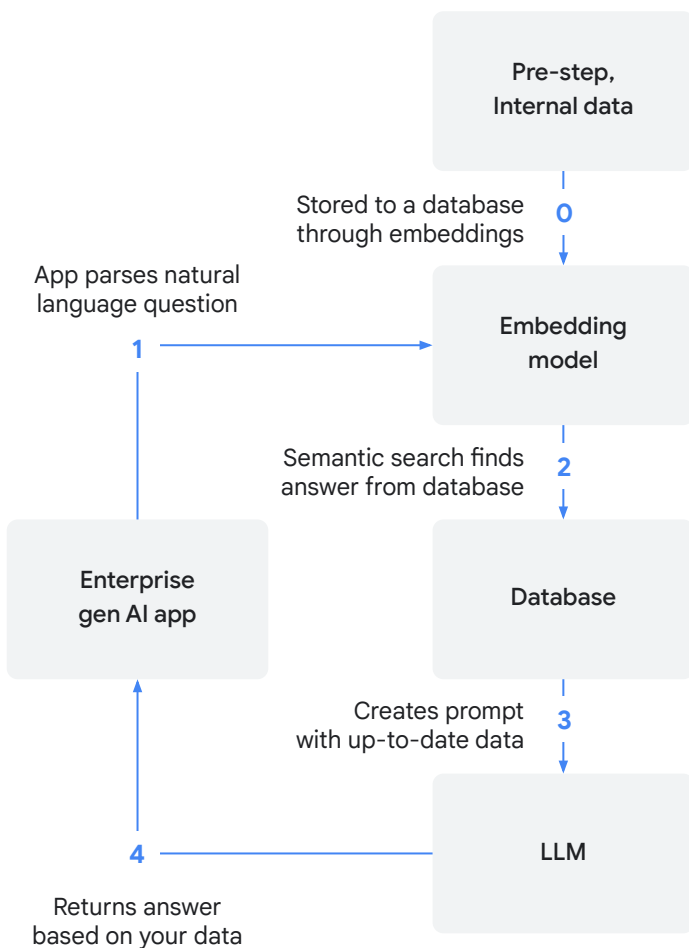 Pre-step,
Internal data
Stored to a database
through embeddings
0
App parses natural
language question
1
Embedding
model
Semantic search finds
answer from database
2
Enterprise
gen AI app
Database
Creates prompt
with up-to-date data
3
LLM
4
Returns answer
based on your data